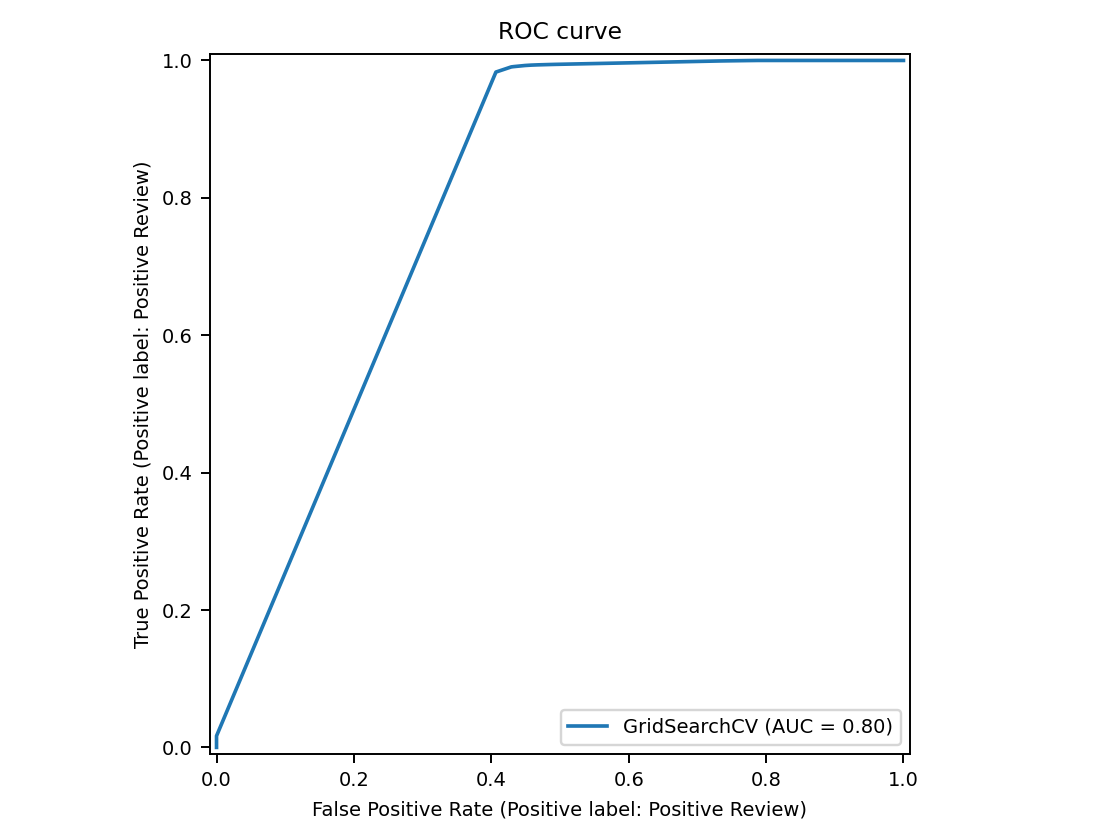 ROC curve
True Positive Rate (Positive label: Positive Review)
1.0
0.8
0.6
0.4
0.2
0.0
GridSearchCV (AUC = 0.80)
0.0 0.2 0.4 0.6 0.8 1.0
False Positive Rate (Positive label: Positive Review)